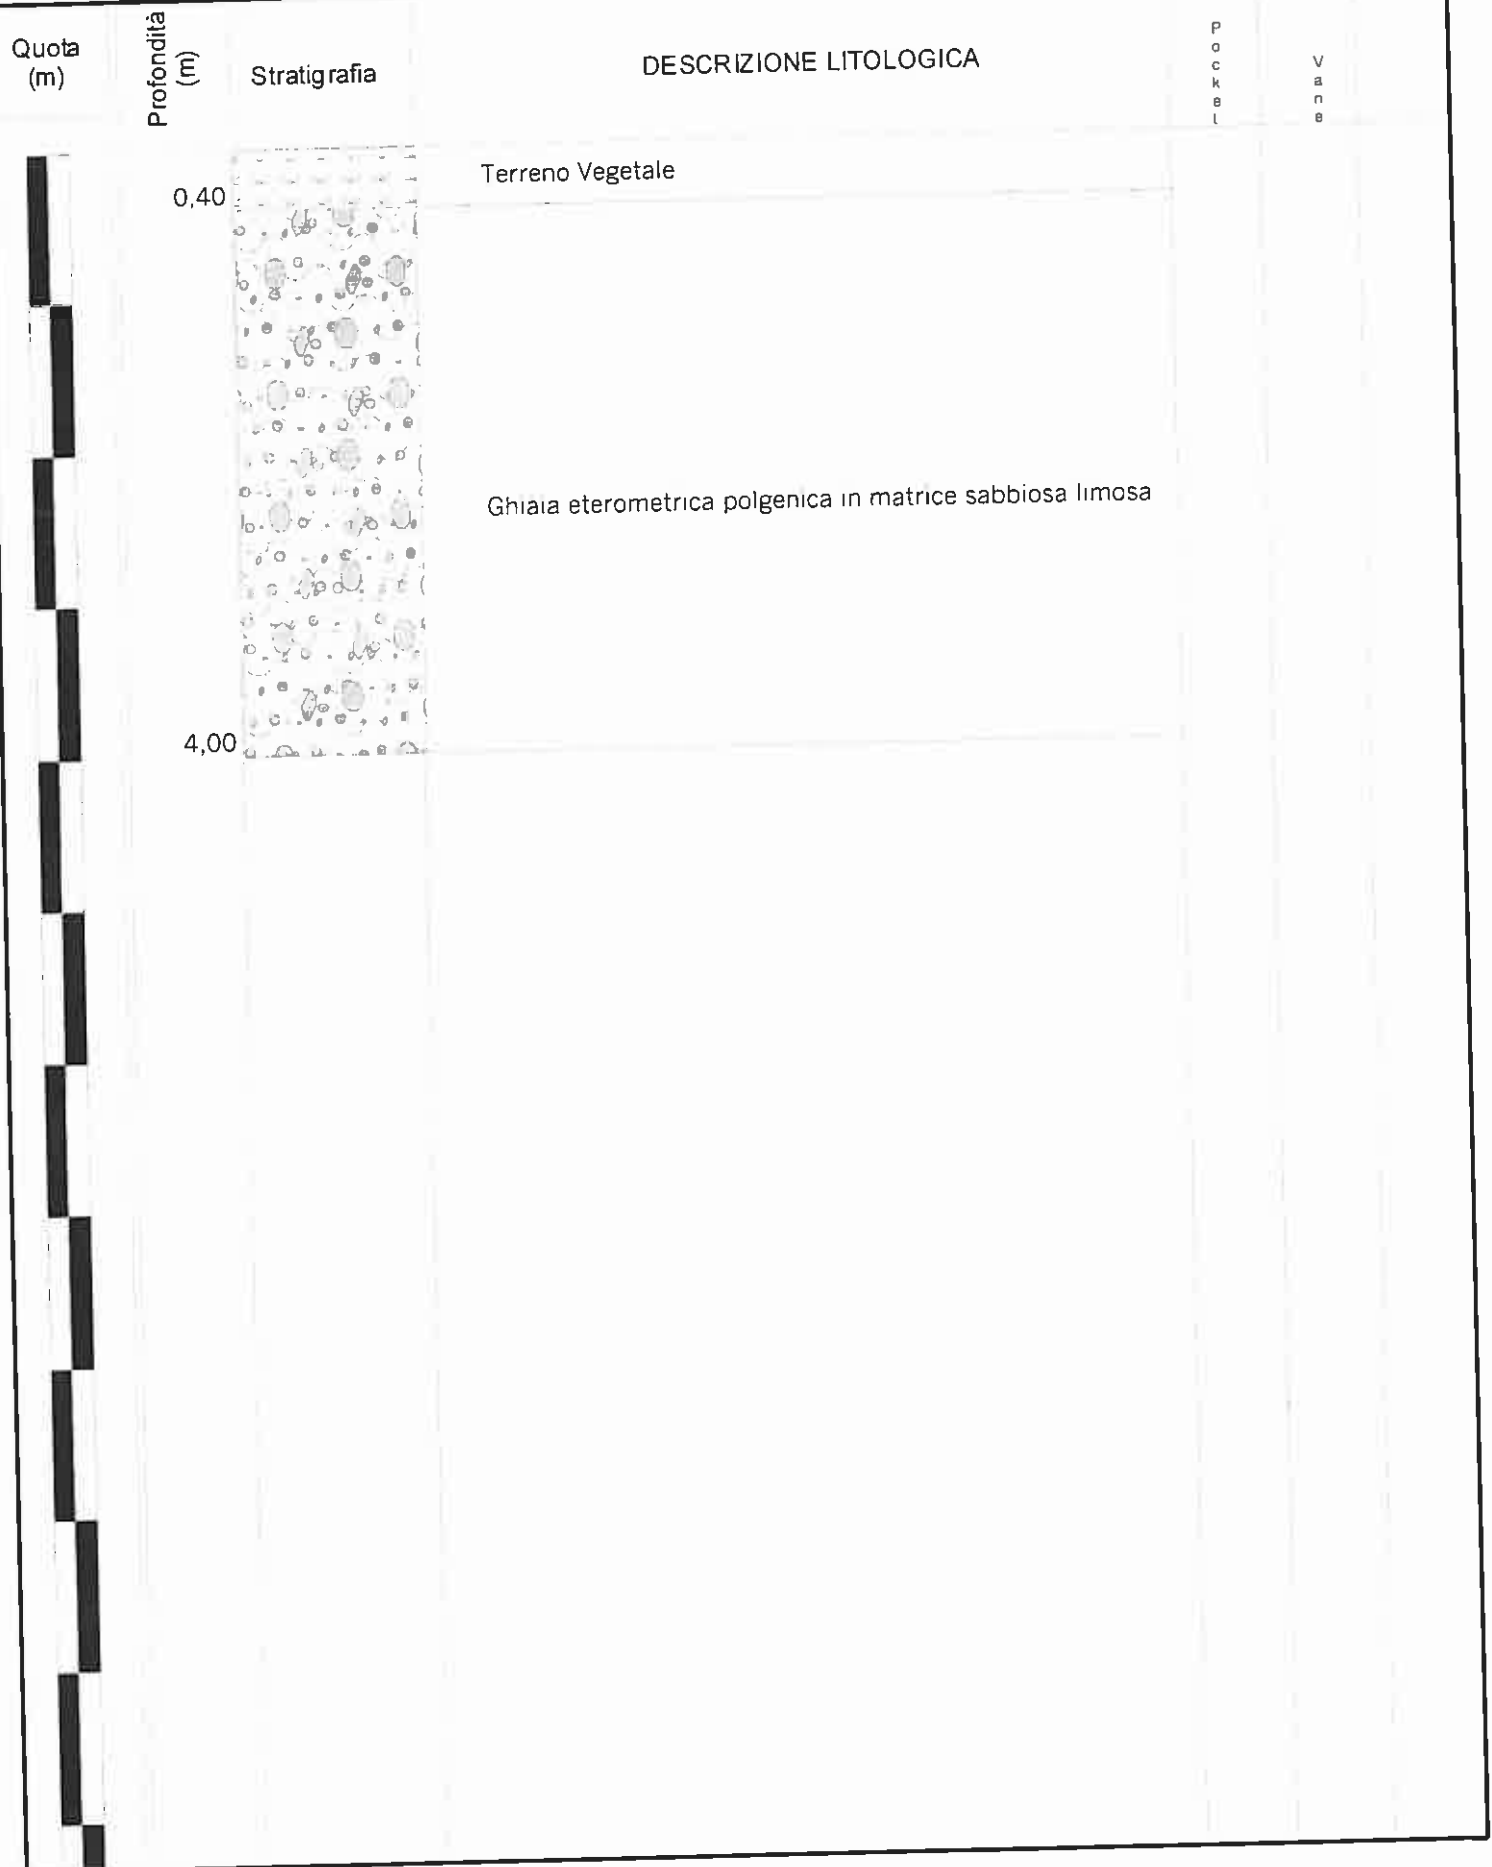 Quota
(m)
Profondità
(m)
Stratigrafia
DESCRIZIONE LITOLOGICA
Pocket
Vane
Terreno Vegetale
0,40
Ghiaia eterometrica polgenica in matrice sabbiosa limosa
4,00